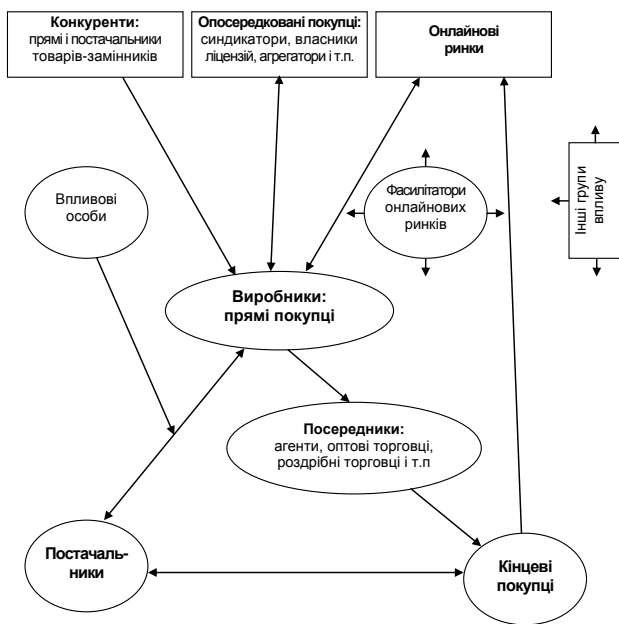 Конкуренти:
прямі і постачальники
товарів-замінників
Опосередковані покупці:
синдикатори, власники
ліцензій, агрегатори і т.п.
Онлайнові
ринки
Впливові
особи
Фасилітатори
онлайнових
ринків
Інші групи
впливу
Виробники:
прямі покупці
Посередники:
агенти, оптові торговці,
роздрібні торговці і т.п
Постачаль-
ники
Кінцеві
покупці